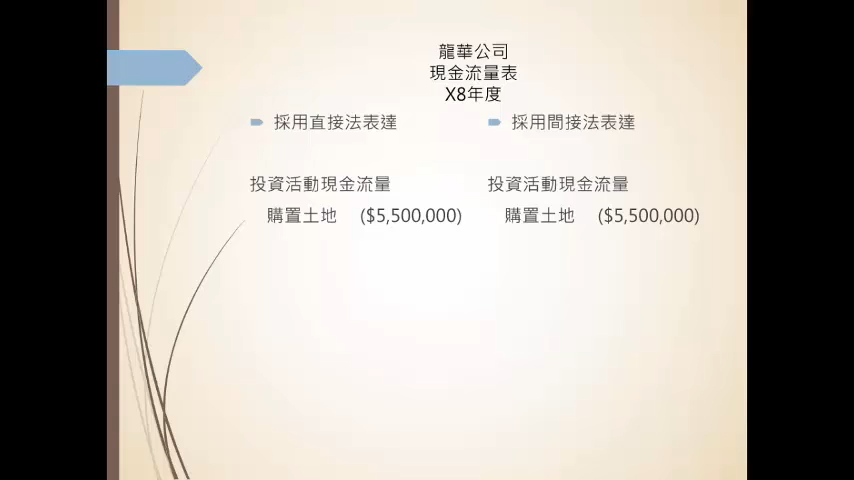 龍華公司
現金流量表
X8年度
採用直接法表達
投資活動現金流量
購置土地 ($5,500,000)
採用間接法表達
投資活動現金流量
購置土地 ($5,500,000)